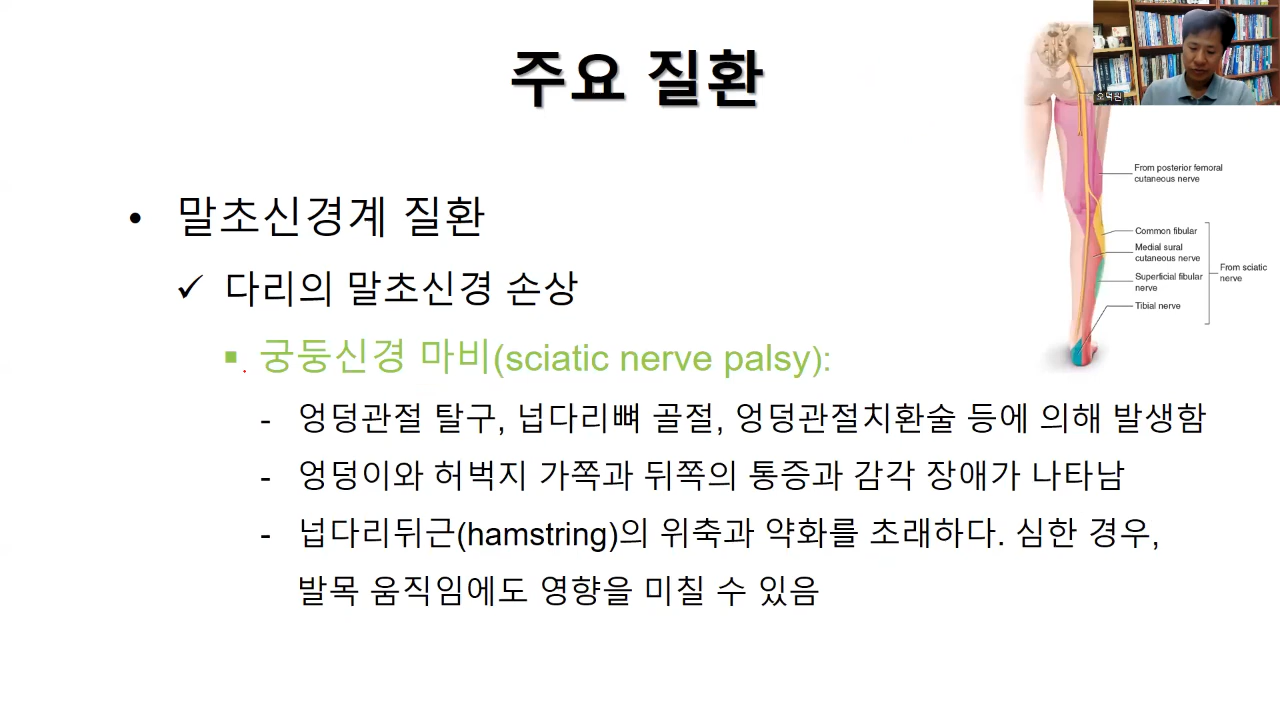 주요 질환
오덕원
• 말초신경계 질환
✓ 다리의 말초신경 손상
▪ 궁둥신경 마비(sciatic nerve palsy):
- 엉덩관절 탈구, 넙다리뼈 골절, 엉덩관절치환술 등에 의해 발생함
- 엉덩이와 허벅지 가쪽과 뒤쪽의 통증과 감각 장애가 나타남
- 넙다리뒤근(hamstring)의 위축과 약화를 초래하다. 심한 경우,
발목 움직임에도 영향을 미칠 수 있음
From posterior femoral
cutaneous nerve
Common fibular
Medial sural
cutaneous nerve
Superficial fibular
nerve
Tibial nerve
From sciatic
nerve